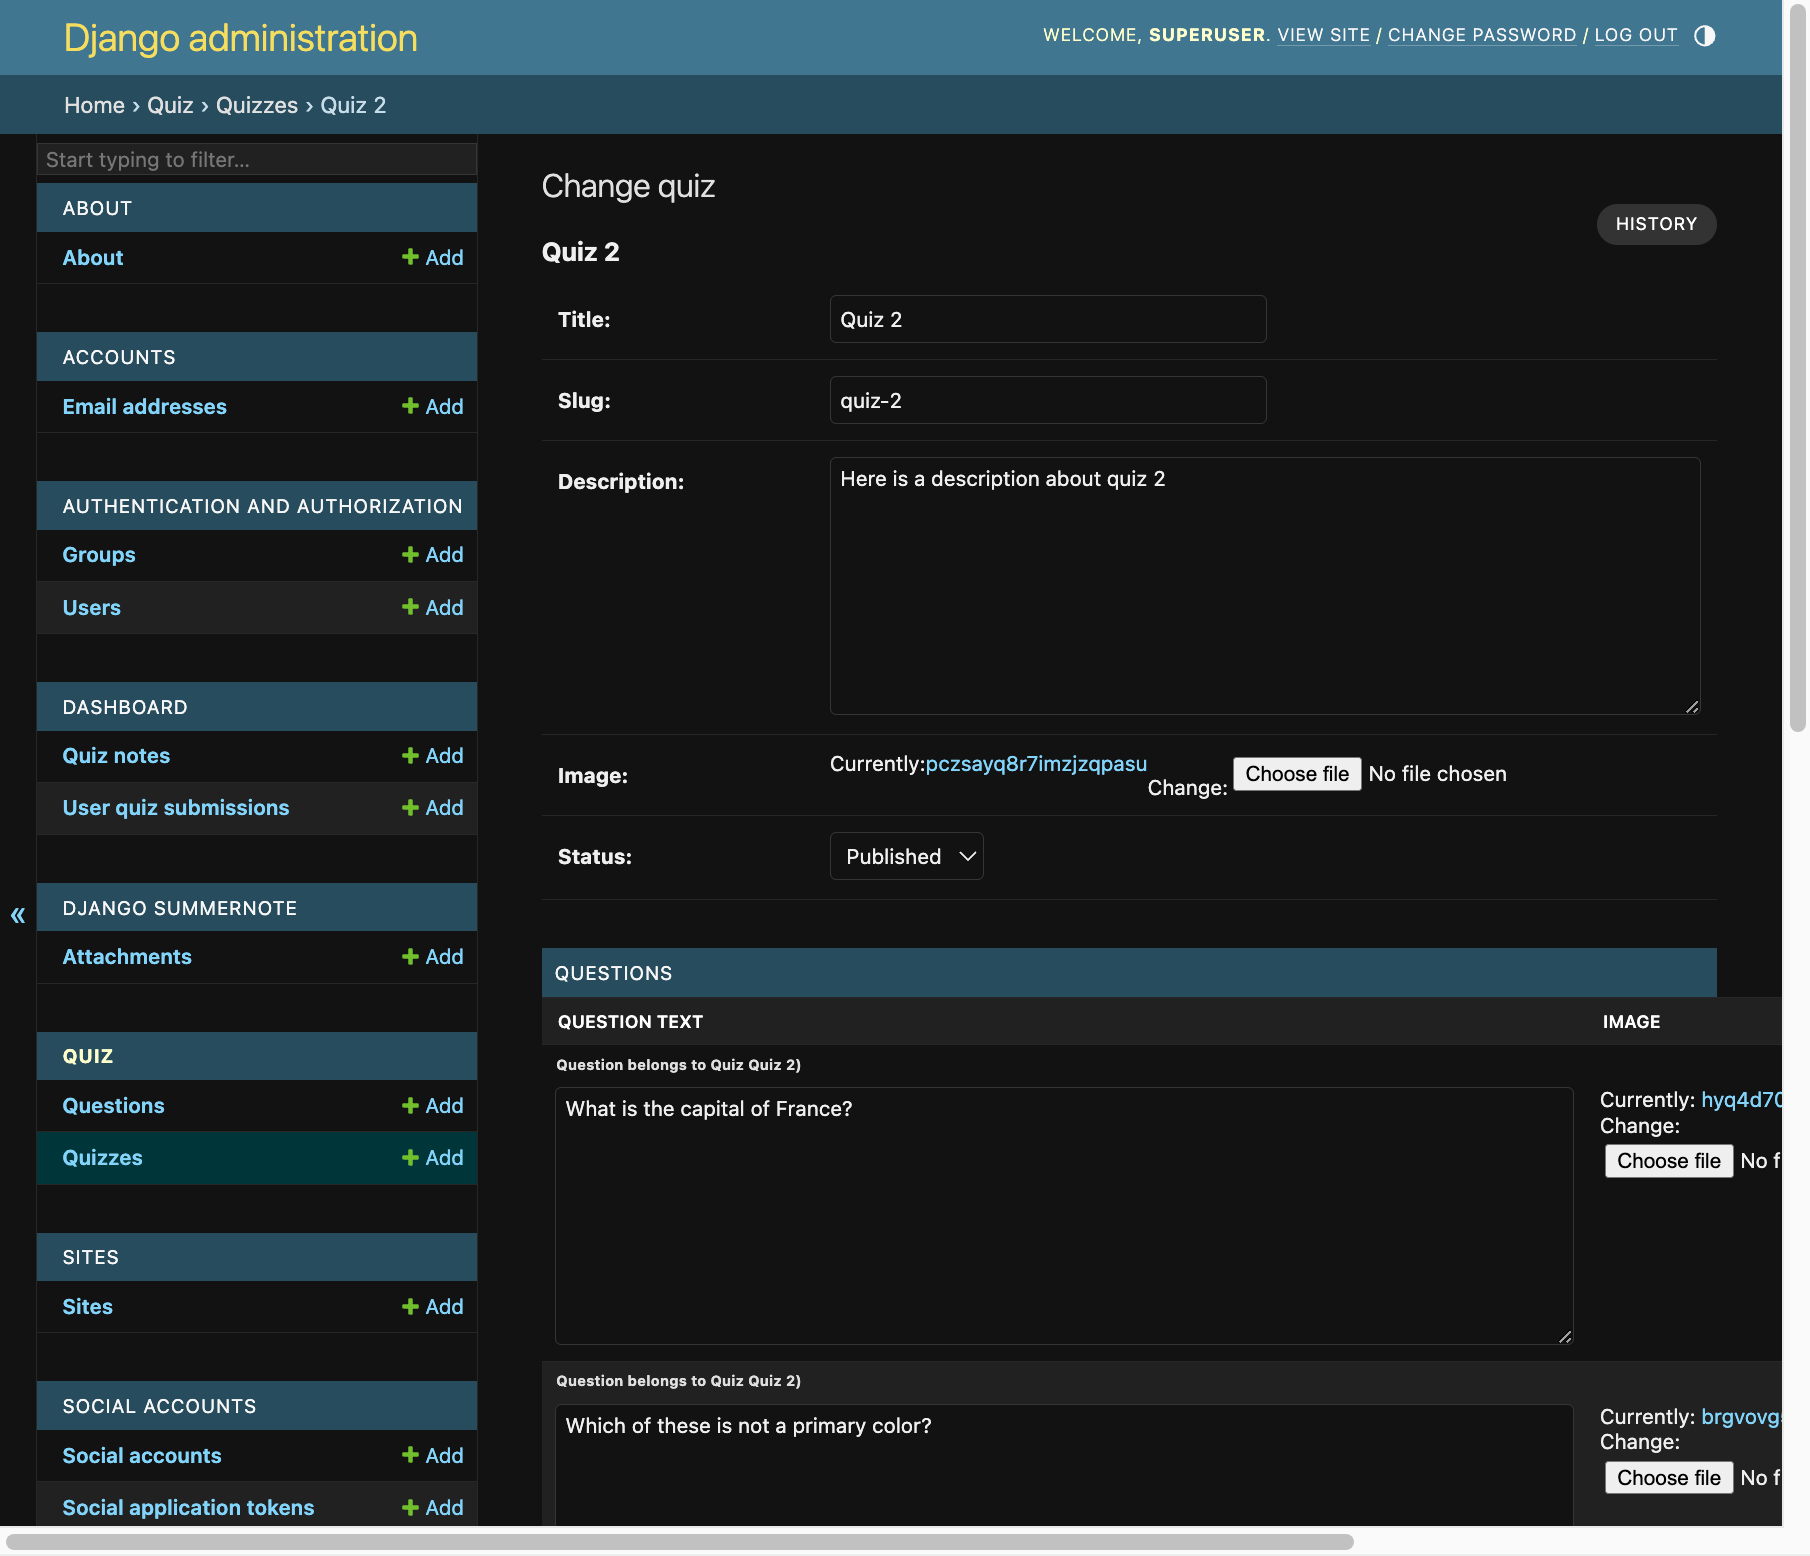 Django administration
WELCOME, SUPERUSER. VIEW SITE / CHANGE PASSWORD / LOG OUT
Home › Quiz › Quizzes › Quiz 2
Start typing to filter...
ABOUT
About + Add
ACCOUNTS
Email addresses + Add
AUTHENTICATION AND AUTHORIZATION
Groups + Add
Users + Add
DASHBOARD
Quiz notes + Add
User quiz submissions + Add
DJANGO SUMMERNOTE
«
Attachments + Add
QUIZ
Questions + Add
Quizzes + Add
SITES
Sites + Add
SOCIAL ACCOUNTS
Social accounts + Add
Social application tokens + Add
Change quiz
HISTORY
Quiz 2
Title: Quiz 2
Slug: quiz-2
Description: Here is a description about quiz 2
Image: Currently:pczsayq8r7imzjzqpasu
Change: Choose file No file chosen
Status: Published
QUESTIONS
QUESTION TEXT IMAGE
Question belongs to Quiz Quiz 2)
What is the capital of France?
Currently: hyq4d70
Change:
Choose file No f
Question belongs to Quiz Quiz 2)
Which of these is not a primary color?
Currently: brgvovg
Change:
Choose file No f